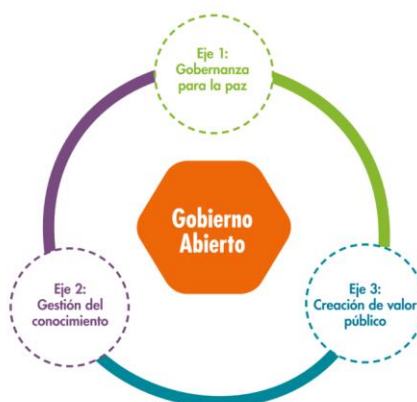 Eje 1:
Gobernanza
para la paz
Gobierno
Abierto
Eje 2:
Gestión del
conocimiento
Eje 3:
Creación de valor
público